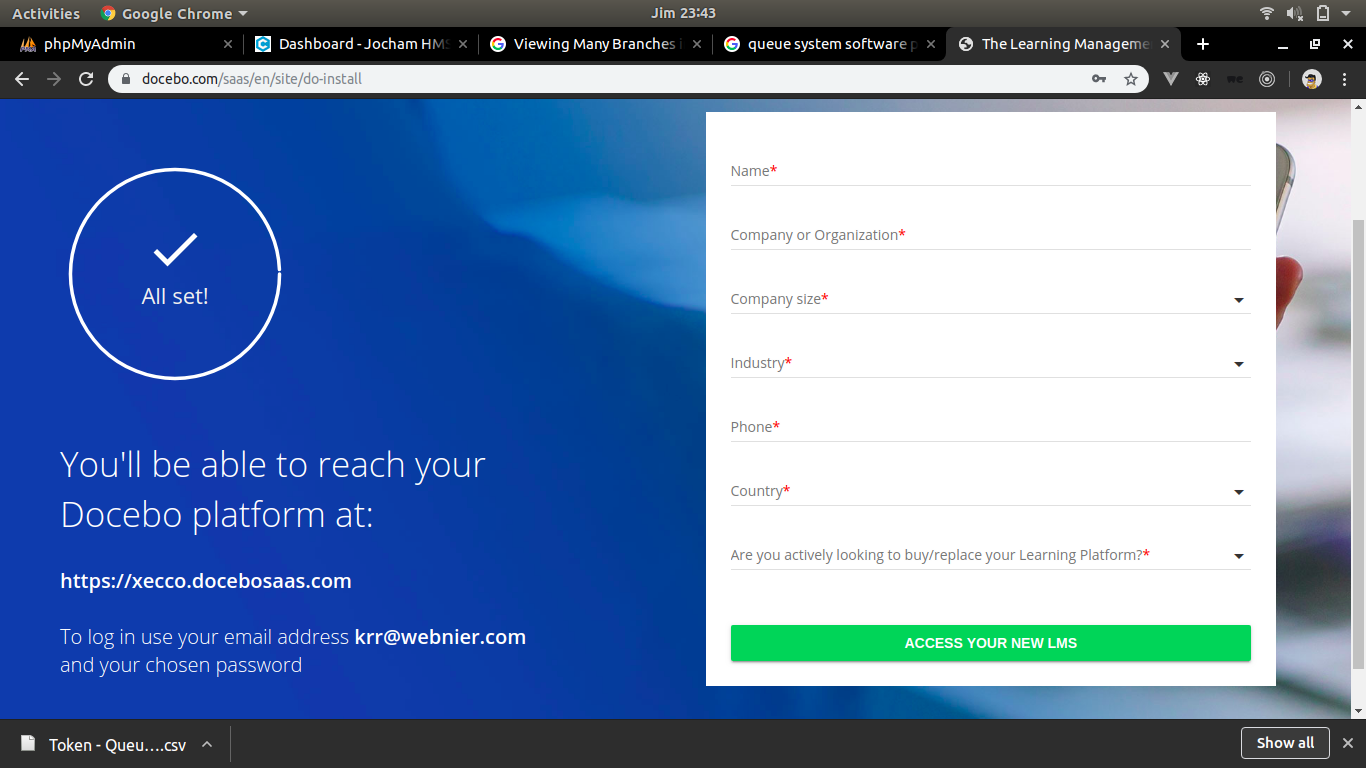 Activities
Google Chrome
Jim 23:43
phpMyAdmin
Dashboard - Jocham HMS
Viewing Many Branches i
queue system software p
The Learning Manageme
docebo.com/saas/en/site/do-install
All set!
You'll be able to reach your
Docebo platform at:
https://xecco.docebosaas.com
To log in use your email address krr@webnier.com
and your chosen password
Name*
Company or Organization*
Company size*
Industry*
Phone*
Country*
Are you actively looking to buy/replace your Learning Platform?*
ACCESS YOUR NEW LMS
Token - Queu....csv
Show all